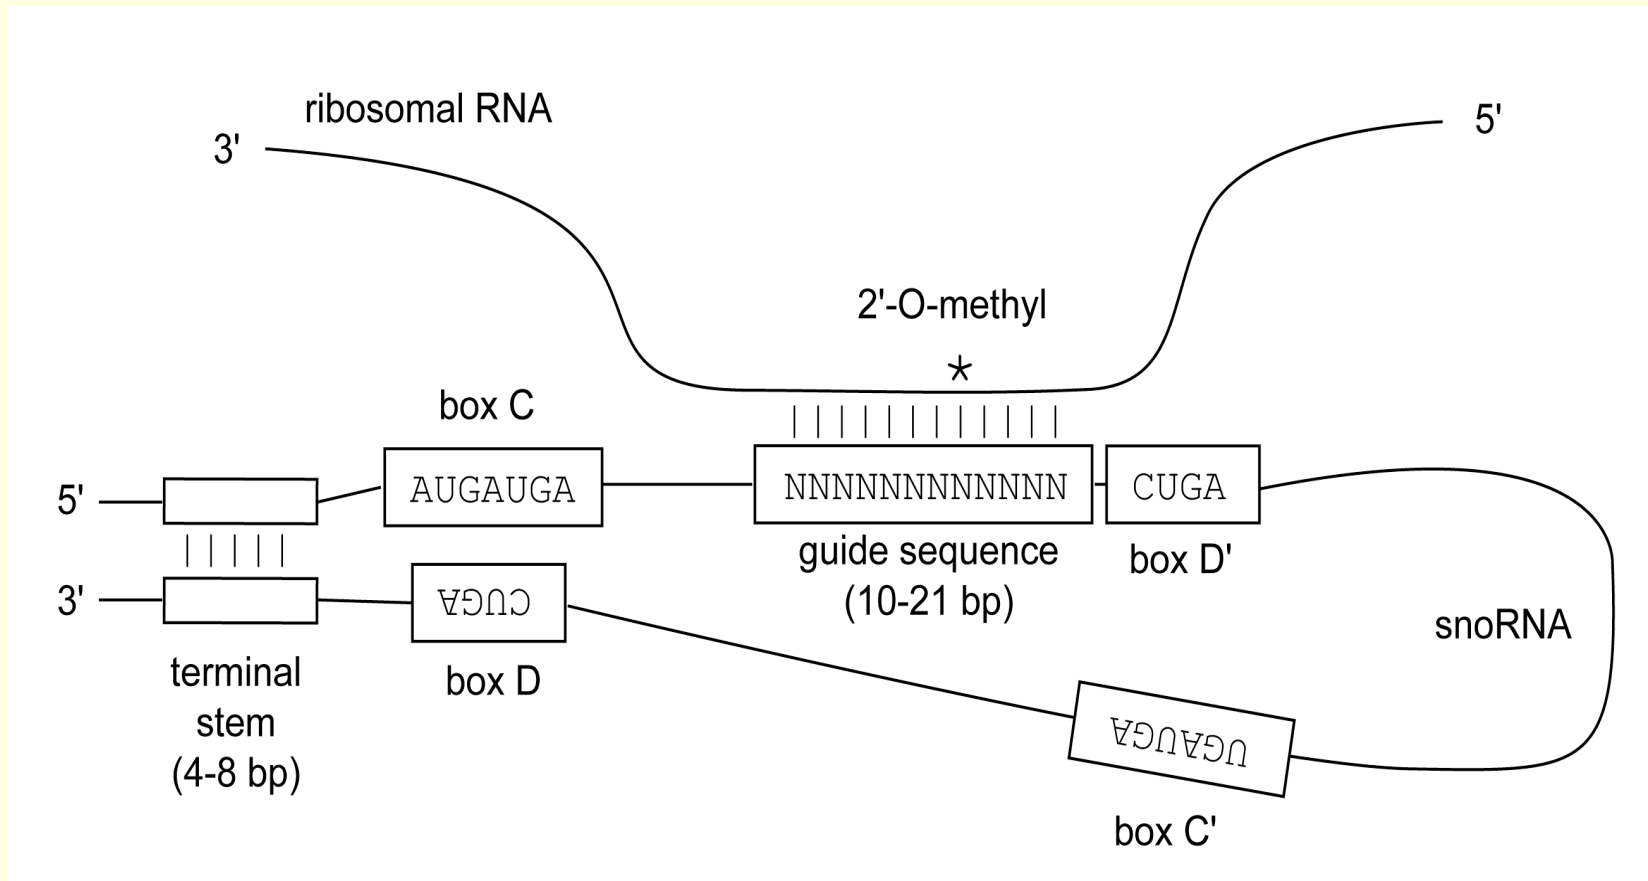 ribosomal RNA
3'
5'
2'-O-methyl
*
box C
5'
AUGAUGA
NNNNNNNNNNNN
CUGA
guide sequence
(10-21 bp)
box D'
3'
CUGA
snoRNA
terminal
stem
(4-8 bp)
box D
UGAUGA
box C'